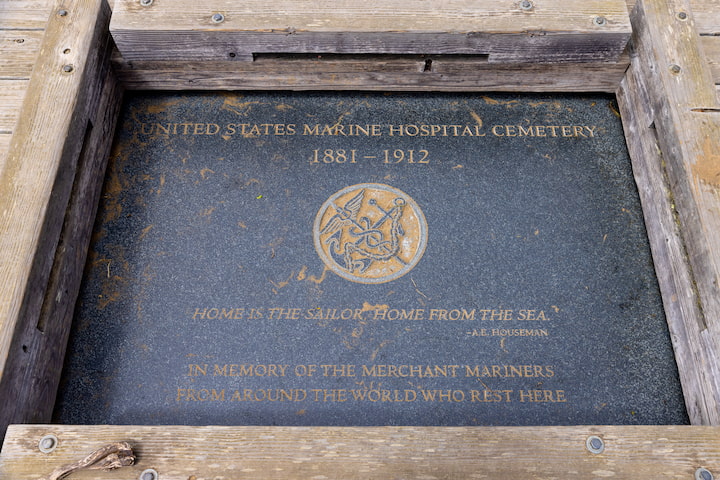 UNITED STATES MARINE HOSPITAL CEMETERY
1881 – 1912
"HOME IS THE SAILOR, HOME FROM THE SEA."
-A.E. HOUSEMAN
IN MEMORY OF THE MERCHANT MARINERS
FROM AROUND THE WORLD WHO REST HERE